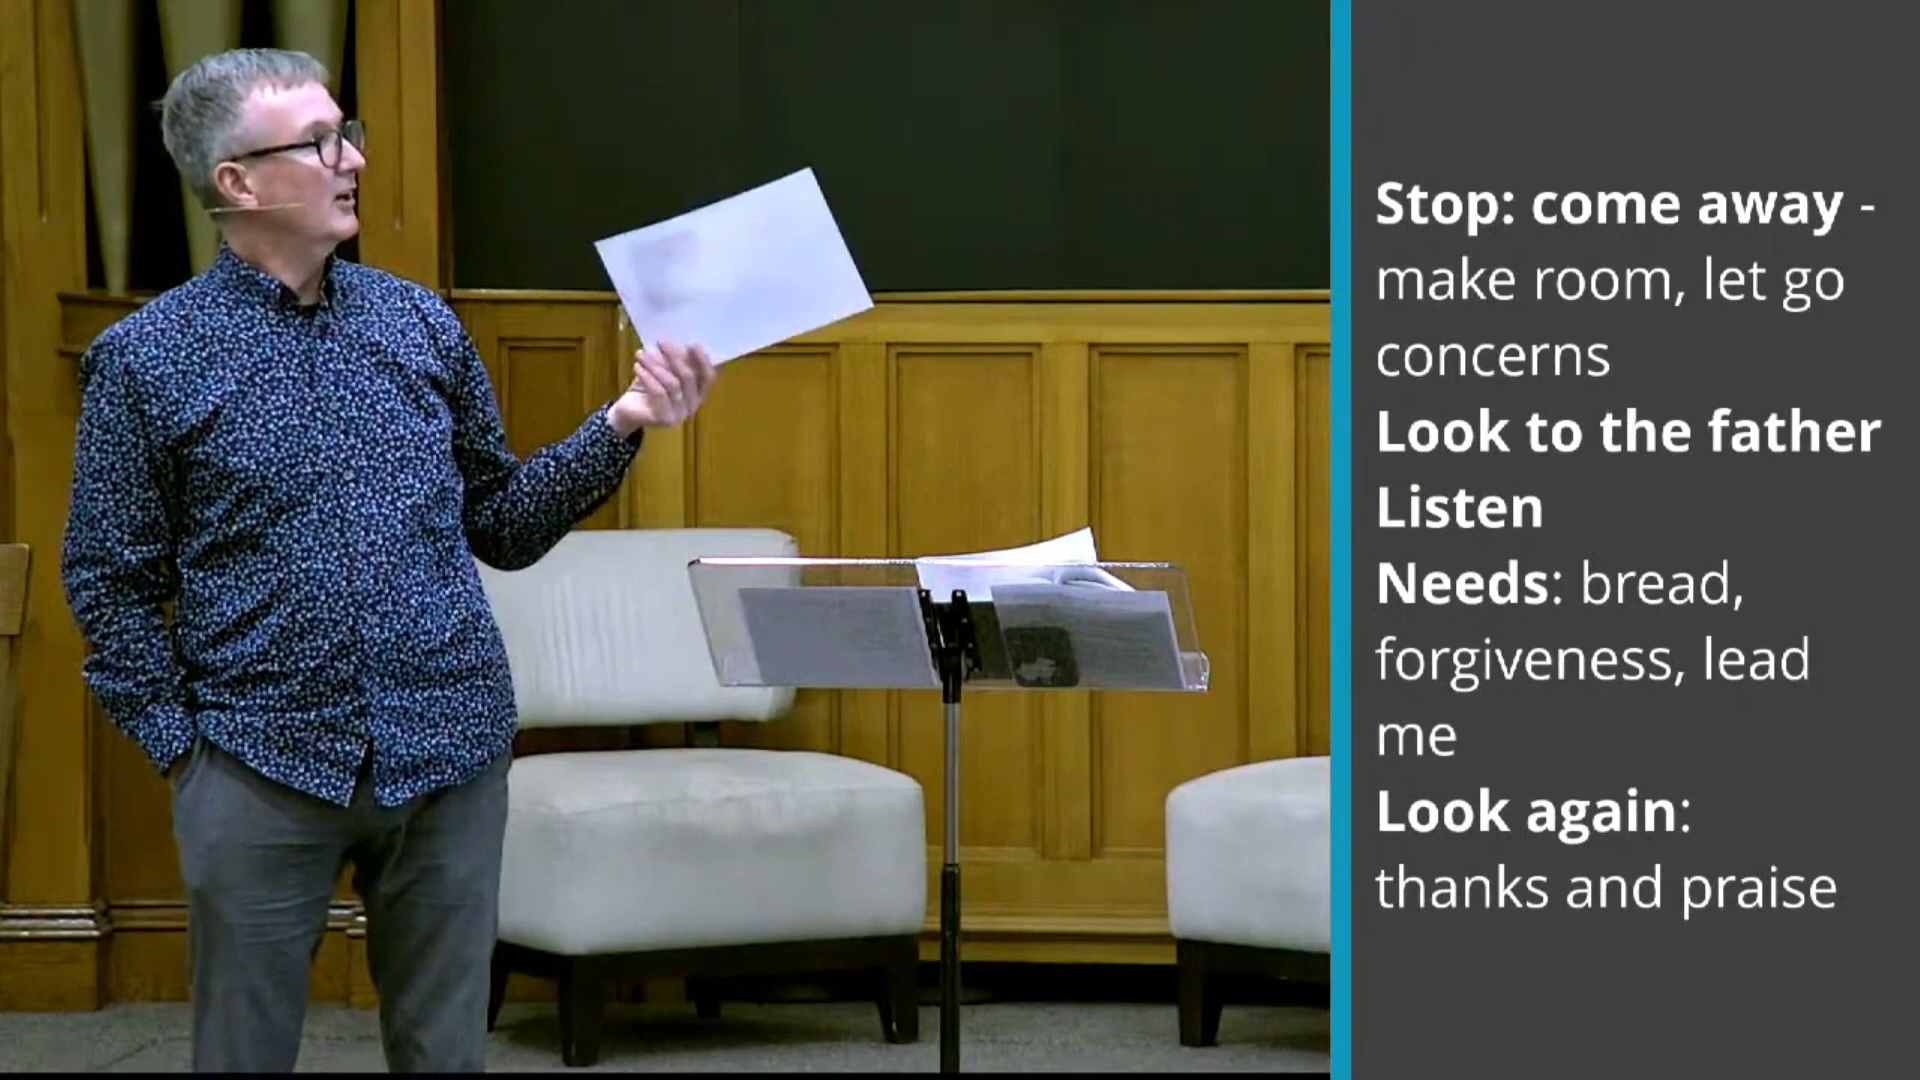 Stop: come away -
make room, let go
concerns
Look to the father
Listen
Needs: bread,
forgiveness, lead
me
Look again:
thanks and praise